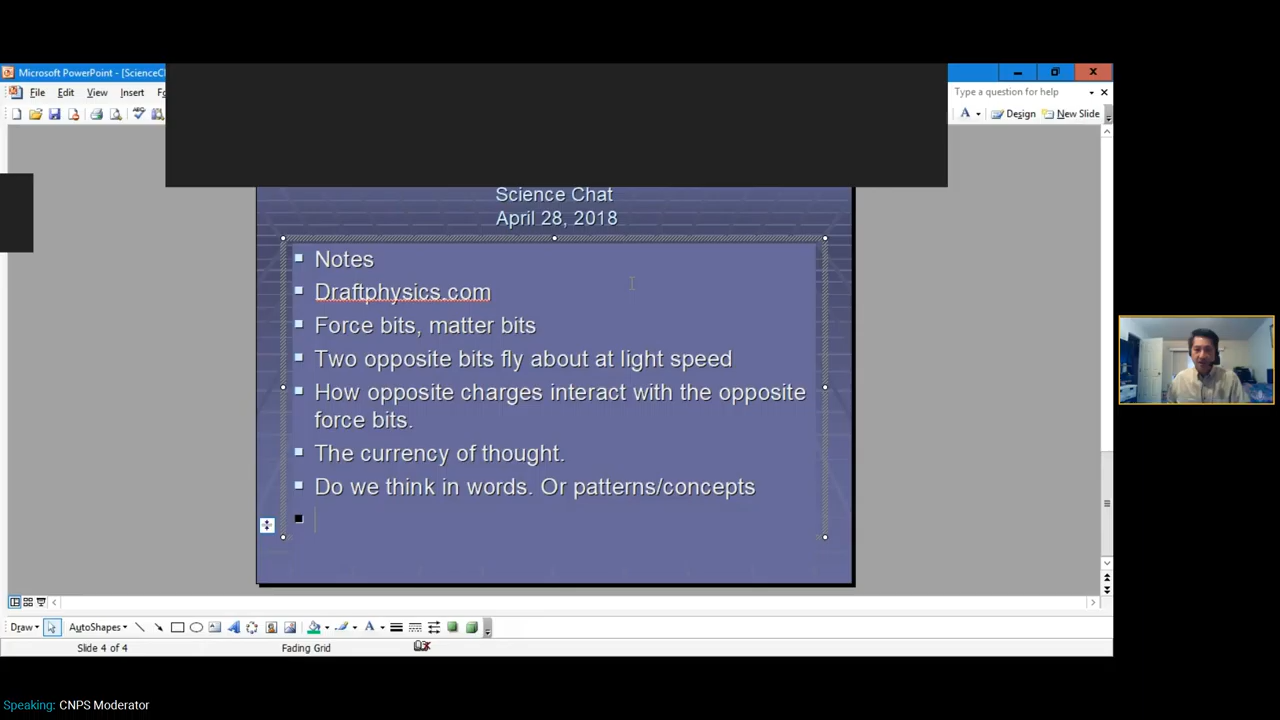 Microsoft PowerPoint - [ScienceCh
File Edit View Insert Fo
Type a question for help
Design New Slide
Science Chat
April 28, 2018
Notes
Draftphysics.com
Force bits, matter bits
Two opposite bits fly about at light speed
How opposite charges interact with the opposite
force bits.
The currency of thought.
Do we think in words. Or patterns/concepts
Draw AutoShapes
Slide 4 of 4 Fading Grid
Speaking: CNPS Moderator